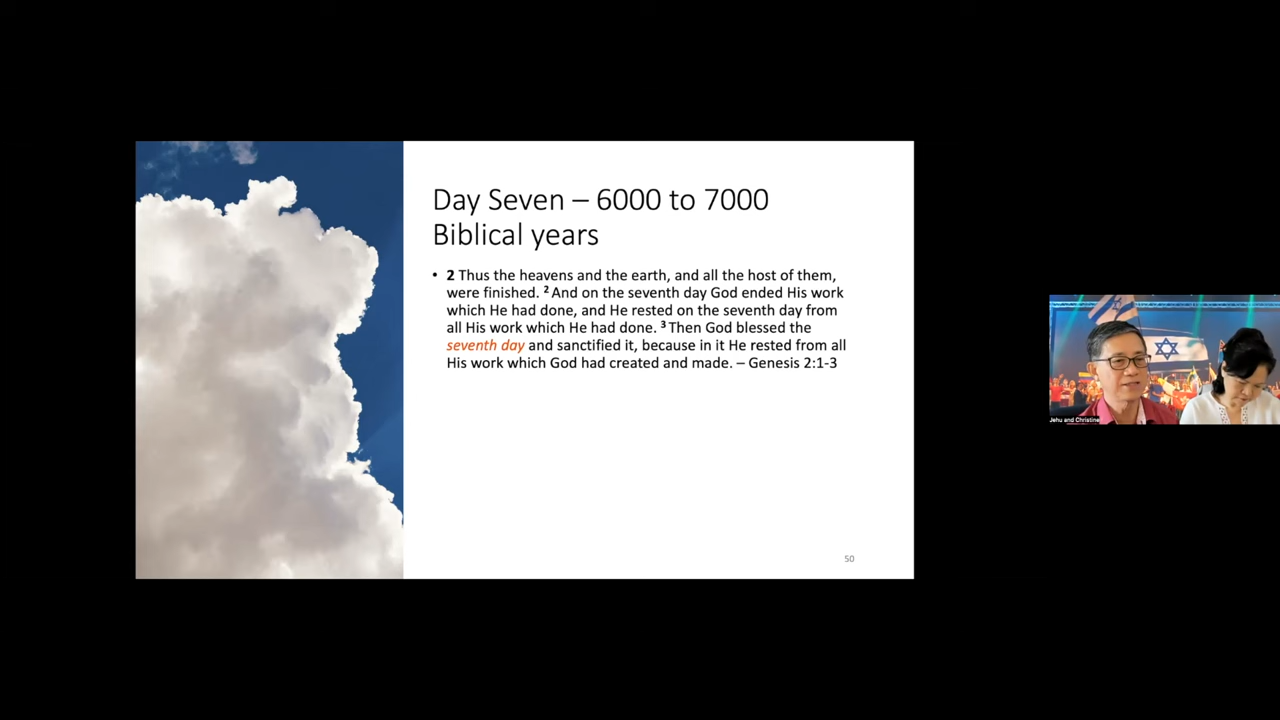 Day Seven – 6000 to 7000
Biblical years
• 2 Thus the heavens and the earth, and all the host of them,
were finished. 2 And on the seventh day God ended His work
which He had done, and He rested on the seventh day from
all His work which He had done. 3 Then God blessed the
seventh day and sanctified it, because in it He rested from all
His work which God had created and made. – Genesis 2:1-3
50
Jehu and Christine